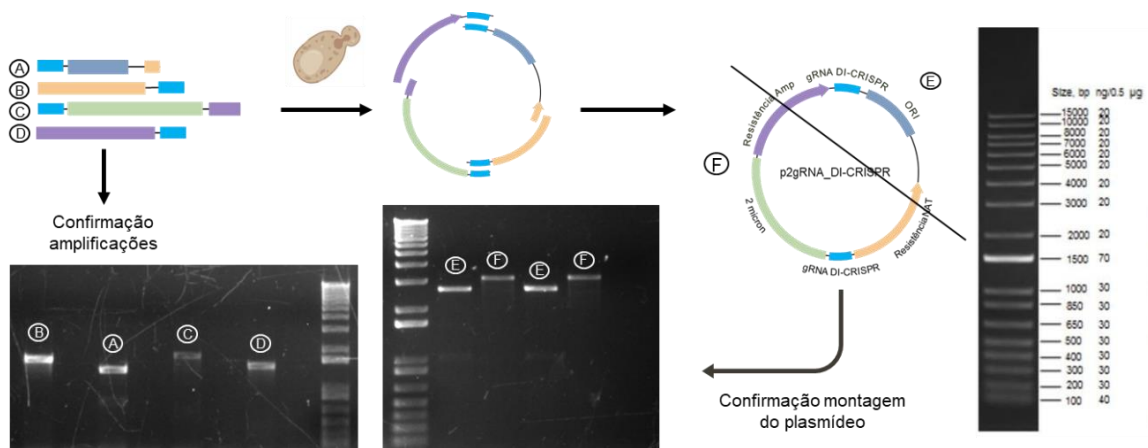 A
B
C
D
Confirmação
amplificações
B
A
C
D
E
F
E
F
Resistência Amp
gRNA DI-CRISPR
ORI
E
F
p2gRNA_DI-CRISPR
2 micron
Resistência NAT
gRNA DI-CRISPR
Confirmação montagem
do plasmídeo
Size, bp ng/0.5 µg
15000 20
10000 20
8000 20
7000 20
6000 20
5000 20
4000 20
3000 20
2000 20
1500 70
1000 30
850 30
650 30
500 30
400 30
300 30
200 30
100 40